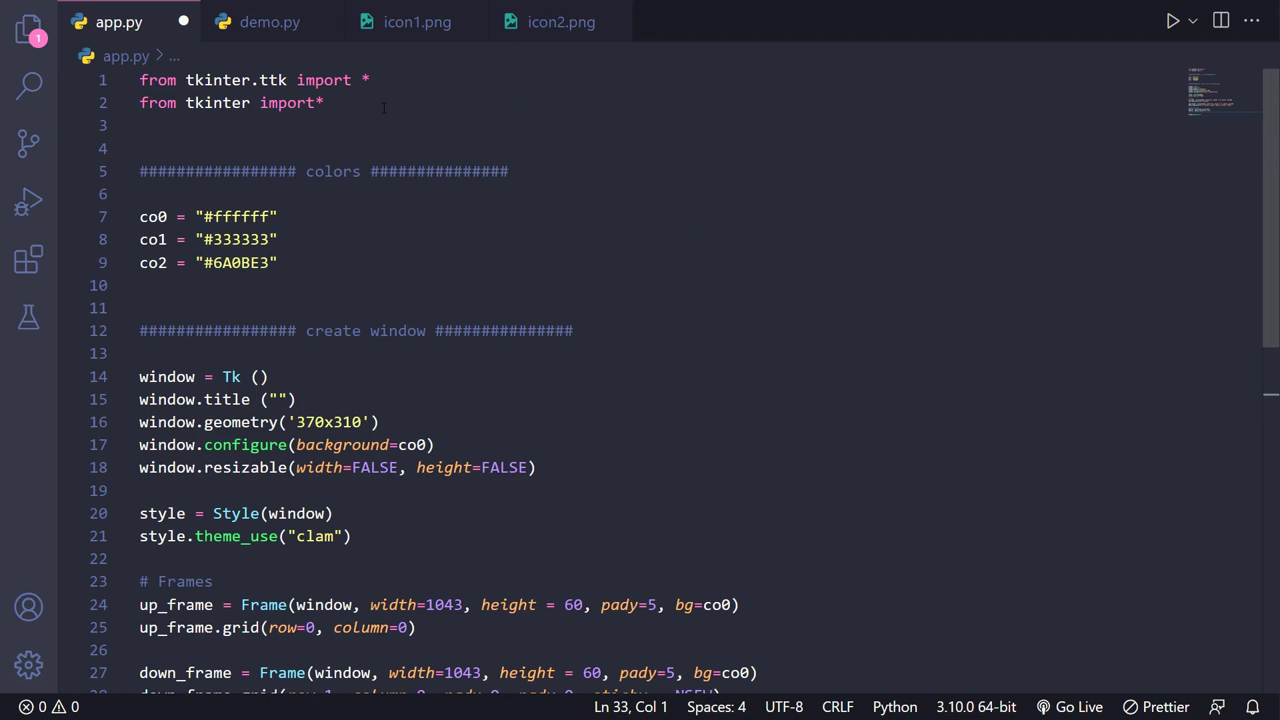 app.py
demo.py
icon1.png
icon2.png
1
app.py > ...
1 from tkinter.ttk import *
2 from tkinter import*
3
4
5 ################# colors ###############
6
7 co0 = "#ffffff"
8 co1 = "#333333"
9 co2 = "#6A0BE3"
10
11
12 ################# create window ###############
13
14 window = Tk ()
15 window.title ("")
16 window.geometry('370x310')
17 window.configure(background=co0)
18 window.resizable(width=FALSE, height=FALSE)
19
20 style = Style(window)
21 style.theme_use("clam")
22
23 # Frames
24 up_frame = Frame(window, width=1043, height = 60, pady=5, bg=co0)
25 up_frame.grid(row=0, column=0)
26
27 down_frame = Frame(window, width=1043, height = 60, pady=5, bg=co0)
0 0 Ln 33, Col 1 Spaces: 4 UTF-8 CRLF Python 3.10.0 64-bit Go Live Prettier